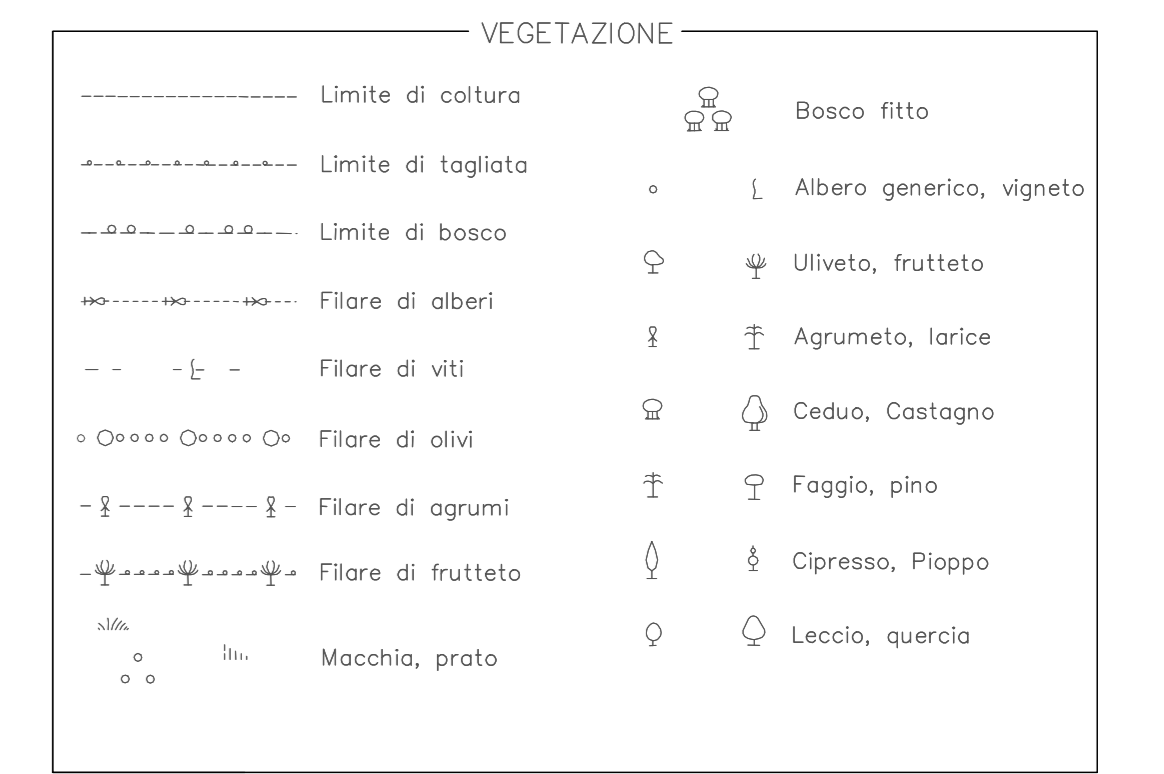 VEGETAZIONE
Limite di coltura
Limite di tagliata
Limite di bosco
Filare di alberi
Filare di viti
Filare di olivi
Filare di agrumi
Filare di frutteto
Macchia, prato
Bosco fitto
Albero generico, vigneto
Uliveto, frutteto
Agrumeto, larice
Ceduo, Castagno
Faggio, pino
Cipresso, Pioppo
Leccio, quercia